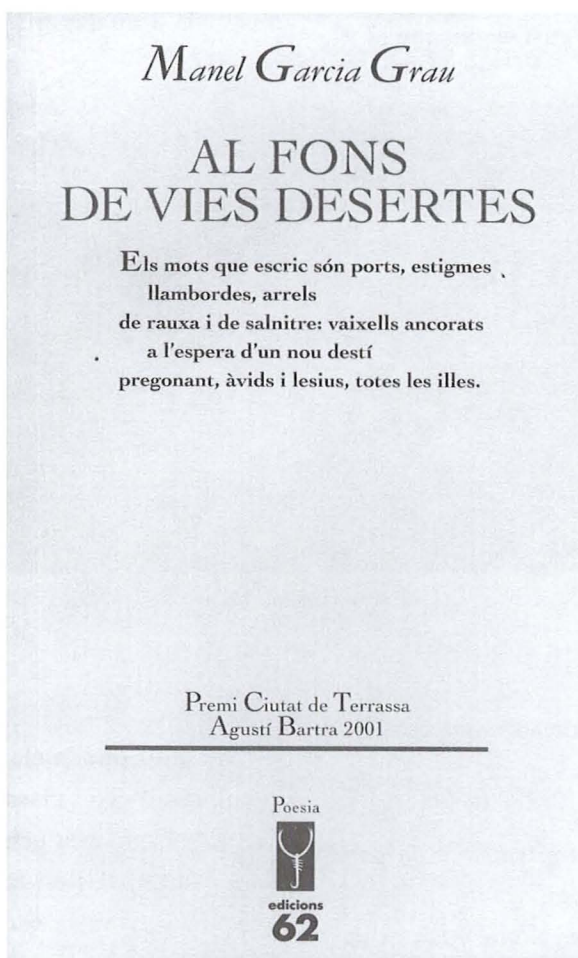 Manel Garcia Grau
AL FONS
DE VIES DESERTES
Els mots que escric són ports, estigmes
llambordes, arrels
de rauxa i de salnitre: vaixells ancorats
a l'espera d'un nou destí
pregonant, àvids i lesius, totes les illes.
Premi Ciutat de Terrassa
Agustí Bartra 2001
Poesia
edicions
62